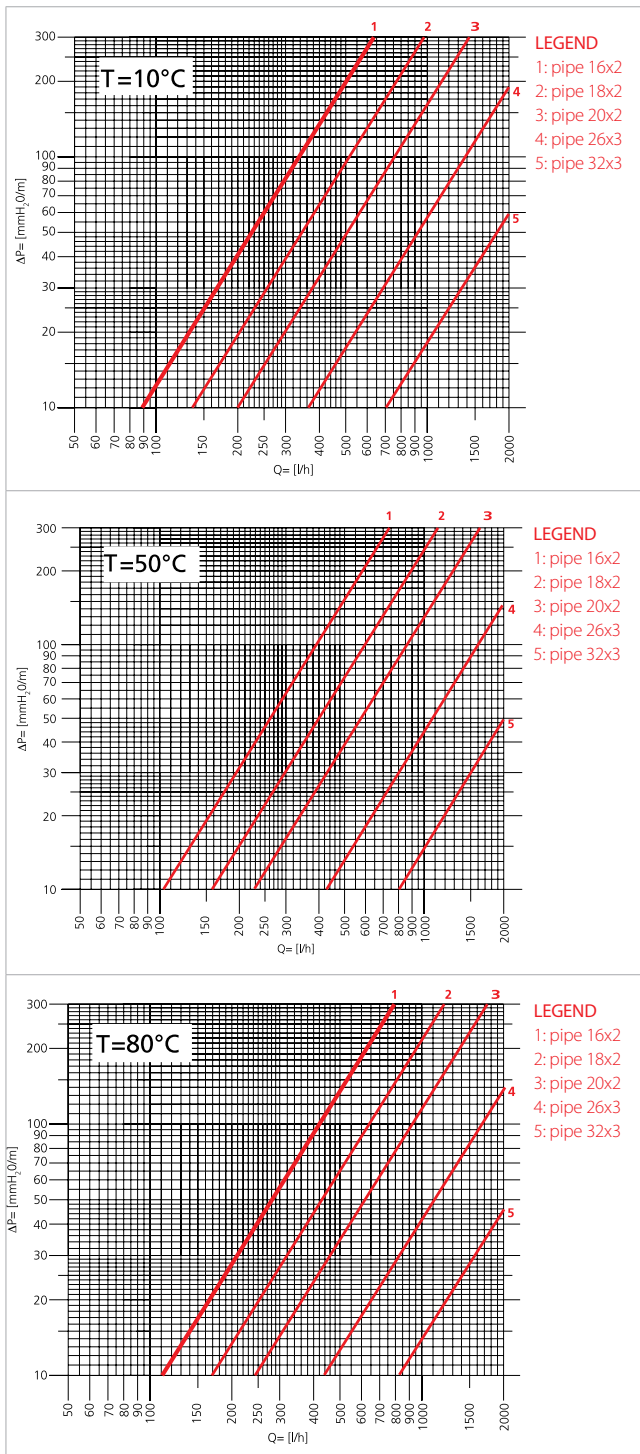 1 2 3
300
200
100
90
80
70
60
50
40
30
20
10
T=10°C
4
5
ΔP= [mmH₂0/m]
50 60 70 80 90 100 150 200 250 300 400 500 600 700 800 900 1000 1500 2000
Q= [l/h]
LEGEND
1: pipe 16x2
2: pipe 18x2
3: pipe 20x2
4: pipe 26x3
5: pipe 32x3
1 2 3
300
200
100
90
80
70
60
50
40
30
20
10
T=50°C
4
5
ΔP= [mmH₂0/m]
50 60 70 80 90 100 150 200 250 300 400 500 600 700 800 900 1000 1500 2000
Q= [l/h]
LEGEND
1: pipe 16x2
2: pipe 18x2
3: pipe 20x2
4: pipe 26x3
5: pipe 32x3
1 2 3
300
200
100
90
80
70
60
50
40
30
20
10
T=80°C
4
5
ΔP= [mmH₂0/m]
50 60 70 80 90 100 150 200 250 300 400 500 600 700 800 900 1000 1500 2000
Q= [l/h]
LEGEND
1: pipe 16x2
2: pipe 18x2
3: pipe 20x2
4: pipe 26x3
5: pipe 32x3